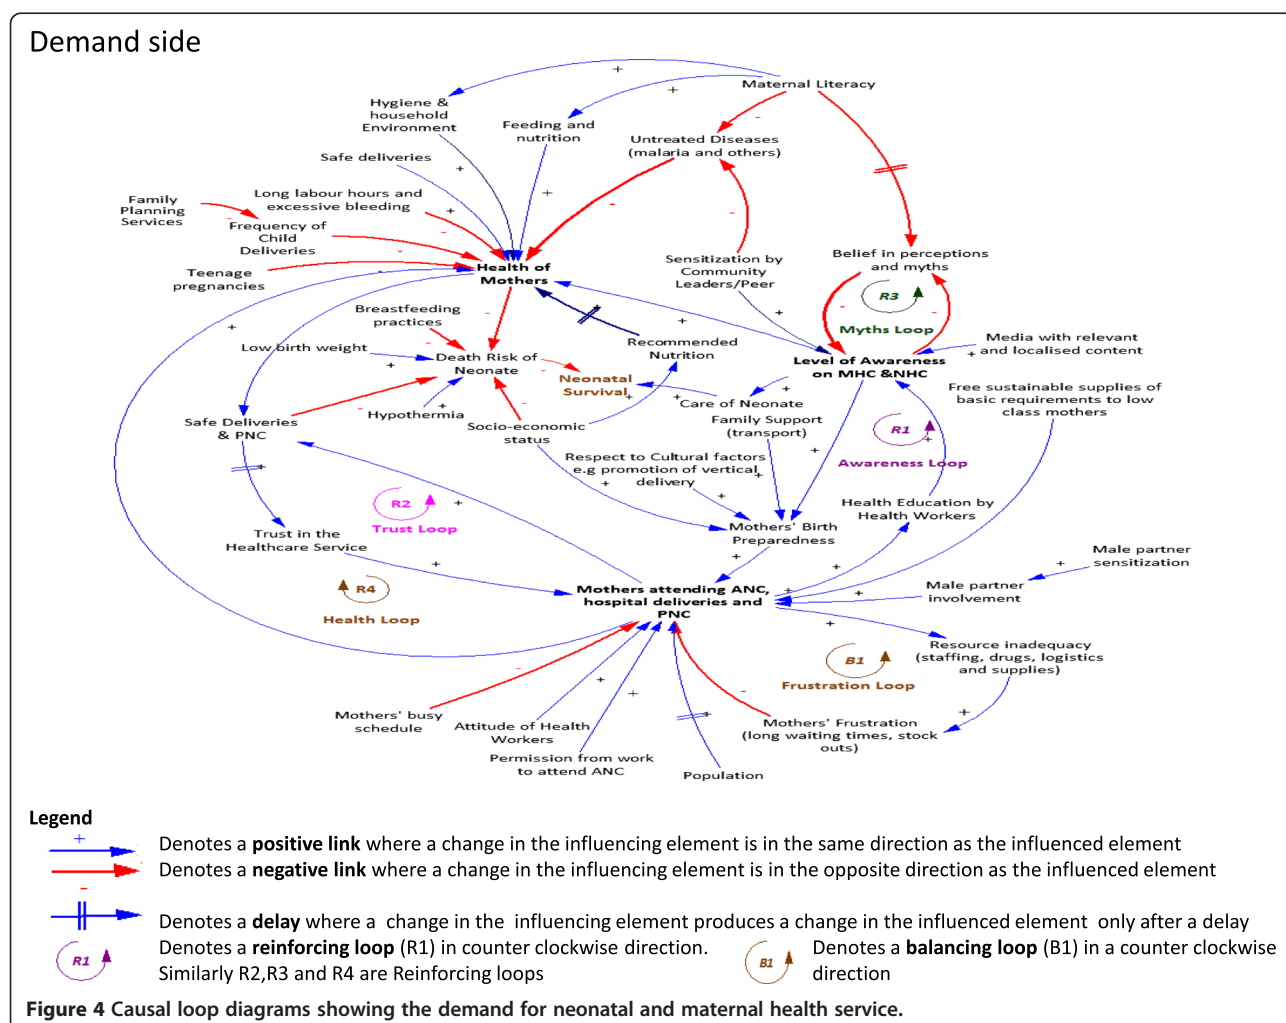 Demand side
Maternal Literacy
Hygiene &
household
Environment
Feeding and
nutrition
Untreated Diseases
(malaria and others)
Safe deliveries
Long labour hours and
excessive bleeding
Family
Planning
Services
Frequency of
Child
Deliveries
Teenage
pregnancies
Health of
Mothers
Sensitization by
Community
Leaders/Peer
Belief in perceptions
and myths
R3
Myths Loop
Breastfeeding
practices
Low birth weight
Death Risk of
Neonate
Hypothermia
Neonatal
Survival
Recommended
Nutrition
Level of Awareness
on MHC &NHC
Media with relevant
and localised content
Free sustainable supplies of
basic requirements to low
class mothers
Care of Neonate
Family Support
(transport)
Safe Deliveries
& PNC
Socio-economic
status
R1
Awareness Loop
Respect to Cultural factors
e.g promotion of vertical
delivery
R2
Trust Loop
Health Education by
Health Workers
Trust in the
Healthcare Service
Mothers' Birth
Preparedness
Male partner
sensitization
Male partner
involvement
R4
Health Loop
Mothers attending ANC,
hospital deliveries and
PNC
Resource inadequacy
(staffing, drugs, logistics
and supplies)
B1
Frustration Loop
Mothers' busy
schedule
Attitude of Health
Workers
Permission from work
to attend ANC
Population
Mothers' Frustration
(long waiting times, stock
outs)
Legend
+
Denotes a positive link where a change in the influencing element is in the same direction as the influenced element
Denotes a negative link where a change in the influencing element is in the opposite direction as the influenced element
-
Denotes a delay where a change in the influencing element produces a change in the influenced element only after a delay
R1
Denotes a reinforcing loop (R1) in counter clockwise direction.
Similarly R2,R3 and R4 are Reinforcing loops
B1
Denotes a balancing loop (B1) in a counter clockwise
direction
Figure 4 Causal loop diagrams showing the demand for neonatal and maternal health service.